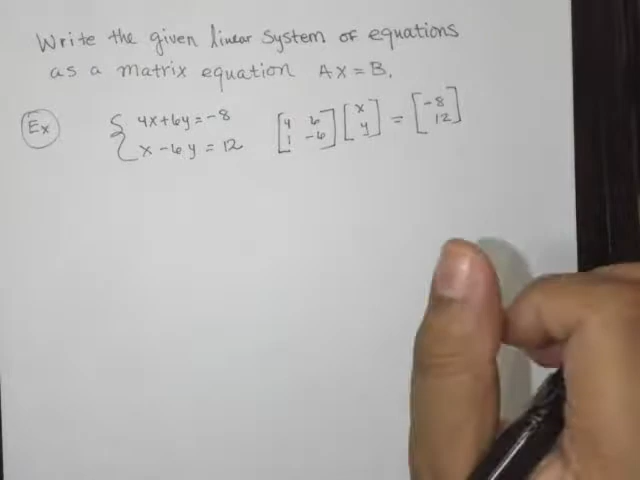 Write the given linear system of equations
as a matrix equation AX = B.
Ex { 4x+6y = -8 [4 6] [x] = [-8]
x - 6y = 12 [1 -6] [y] [12]